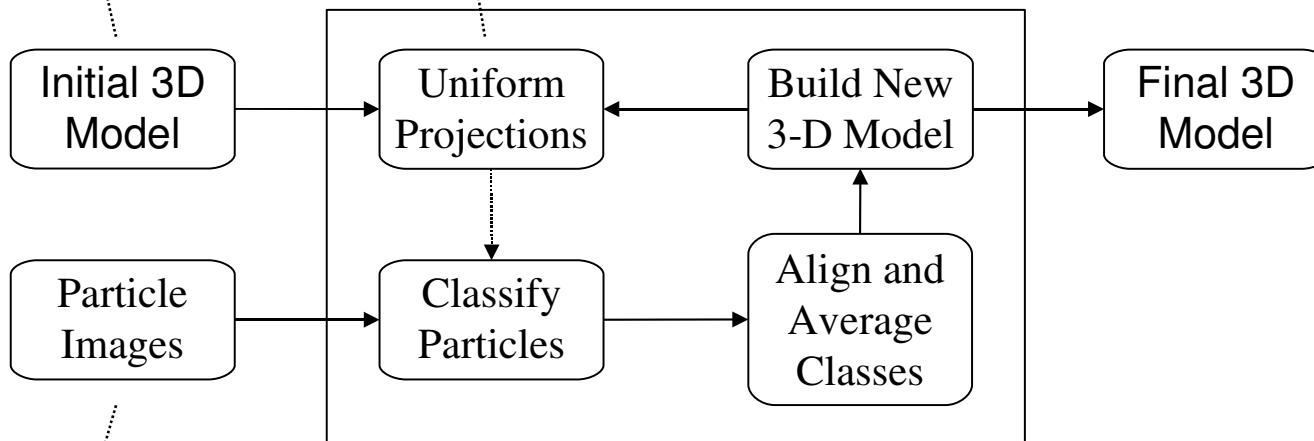 Initial 3D
Model
Uniform
Projections
Build New
3-D Model
Final 3D
Model
Particle
Images
Classify
Particles
Align and
Average
Classes